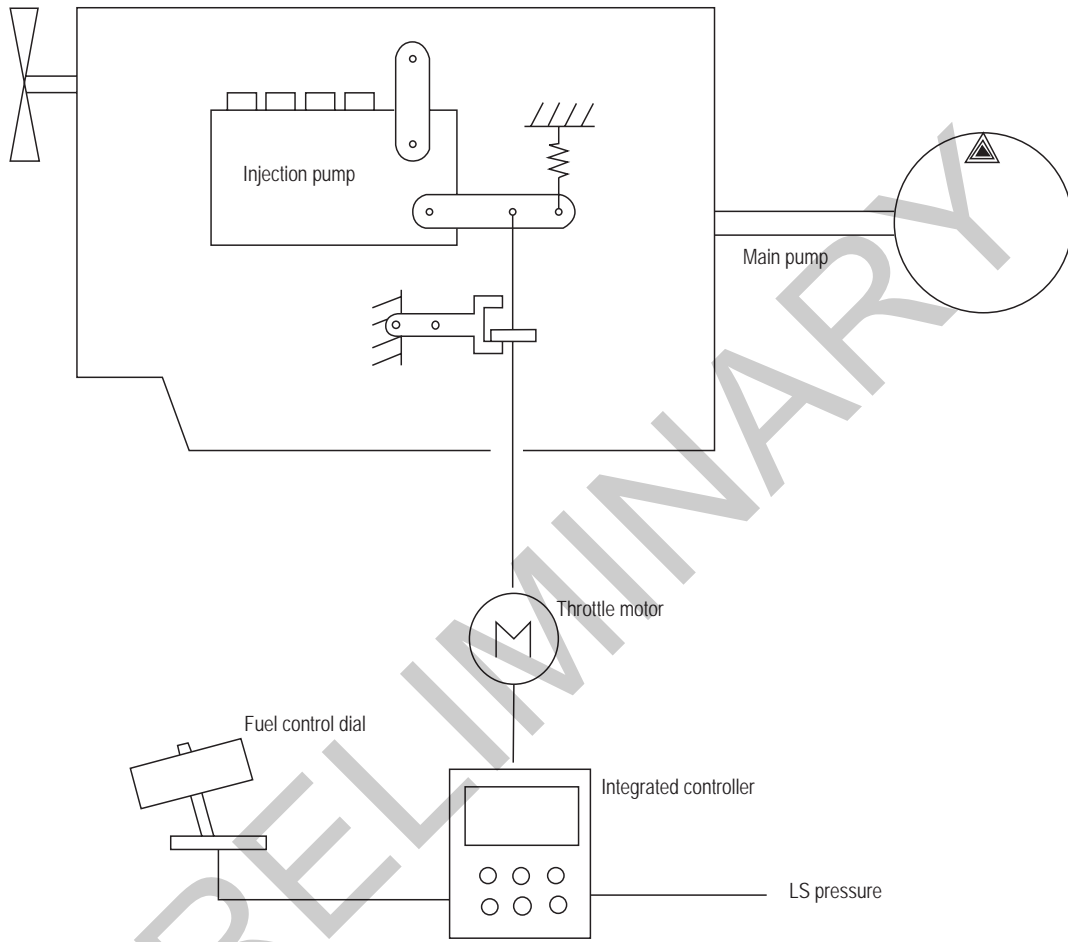 Injection pump
Main pump
Throttle motor
Fuel control dial
Integrated controller
LS pressure
PRELIMINARY
M